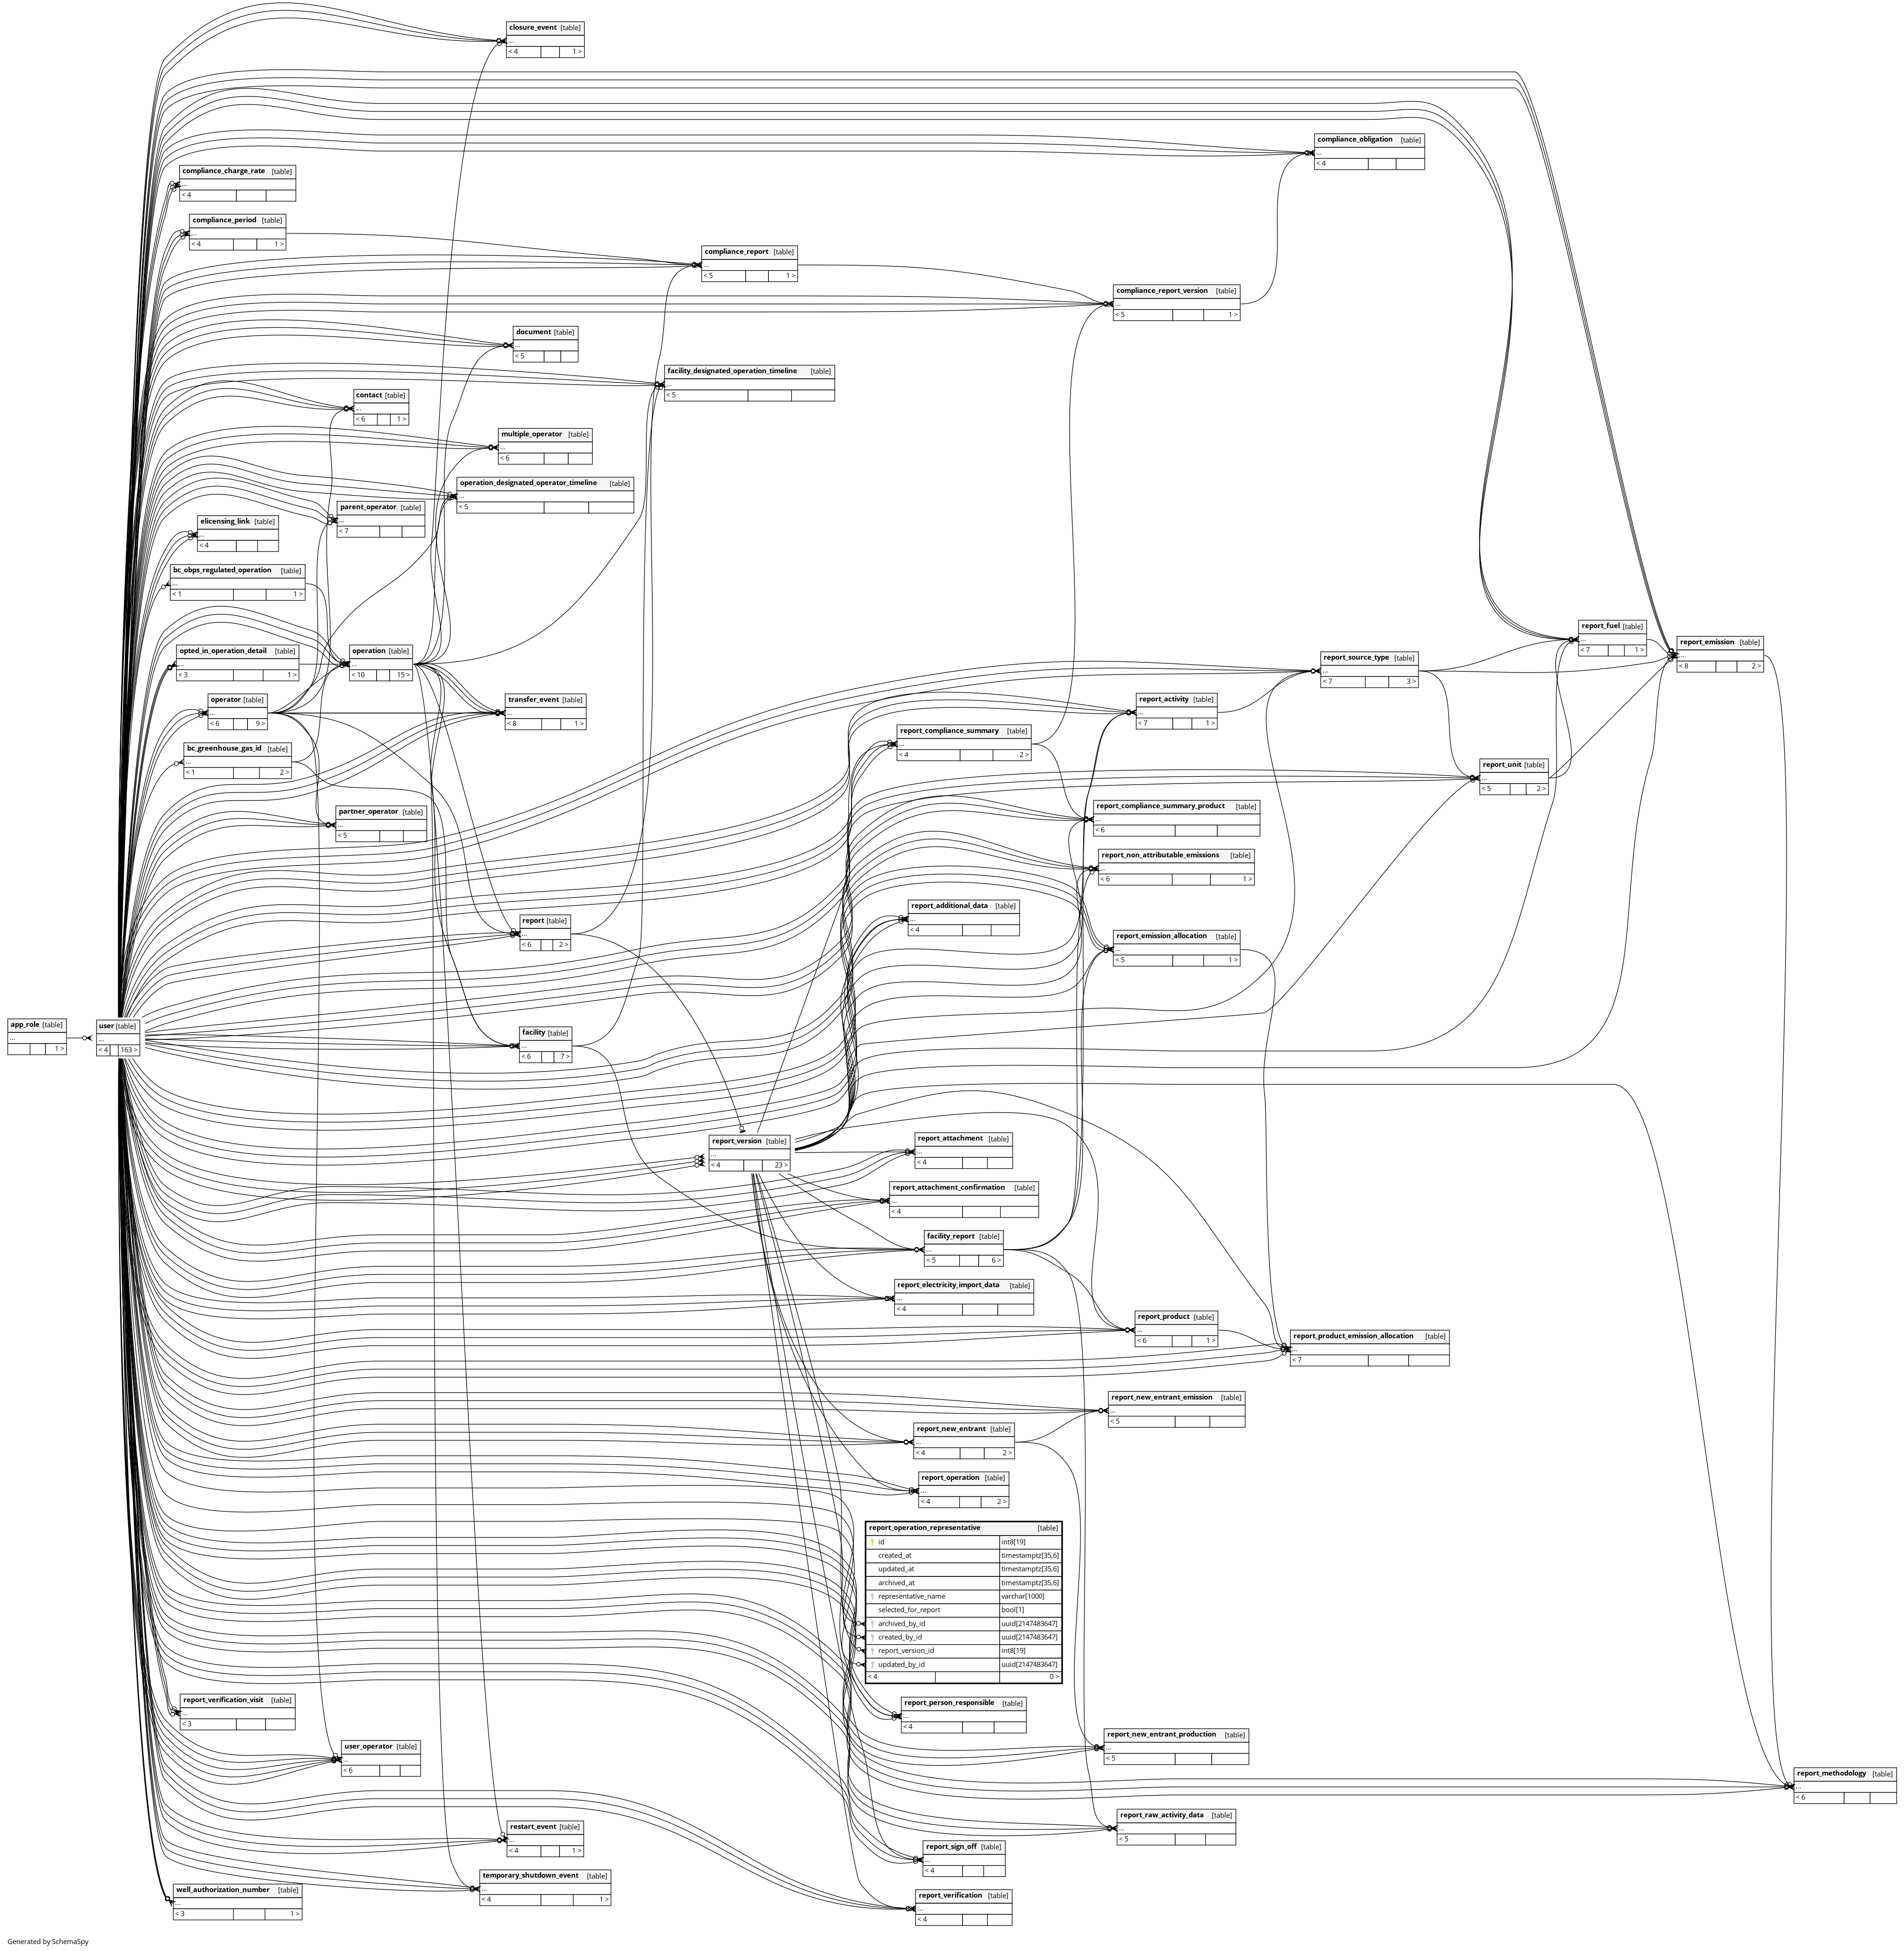 closure_event [table]
...
< 4 1 >
compliance_obligation [table]
...
< 4
compliance_charge_rate [table]
...
< 4
compliance_period [table]
...
< 4 1 >
compliance_report [table]
...
< 5 1 >
compliance_report_version [table]
...
< 5 1 >
document [table]
...
< 5
facility_designated_operation_timeline [table]
...
< 5
contact [table]
...
< 6 1 >
multiple_operator [table]
...
< 6
operation_designated_operator_timeline [table]
...
< 5
parent_operator [table]
...
< 7
elicensing_link [table]
...
< 4
bc_obps_regulated_operation [table]
...
< 1 1 >
report_fuel [table]
...
< 7 1 >
report_emission [table]
...
< 8 2 >
opted_in_operation_detail [table]
...
< 3 1 >
operation [table]
...
< 10 15 >
report_source_type [table]
...
< 7 3 >
operator [table]
...
< 6 9 >
transfer_event [table]
...
< 8 1 >
report_activity [table]
...
< 7 1 >
report_compliance_summary [table]
...
< 4 2 >
bc_greenhouse_gas_id [table]
...
< 1 2 >
report_unit [table]
...
< 5 2 >
partner_operator [table]
...
< 5
report_compliance_summary_product [table]
...
< 6
report_non_attributable_emissions [table]
...
< 6 1 >
report_additional_data [table]
...
< 4
report [table]
...
< 6 2 >
report_emission_allocation [table]
...
< 5 1 >
app_role [table]
...
1 >
user [table]
...
< 4 163 >
facility [table]
...
< 6 7 >
report_version [table]
...
< 4 23 >
report_attachment [table]
...
< 4
report_attachment_confirmation [table]
...
< 4
facility_report [table]
...
< 5 6 >
report_electricity_import_data [table]
...
< 4
report_product [table]
...
< 6 1 >
report_product_emission_allocation [table]
...
< 7
report_new_entrant_emission [table]
...
< 5
report_new_entrant [table]
...
< 4 2 >
report_operation [table]
...
< 4 2 >
report_operation_representative [table]
id int8[19]
created_at timestamptz[35,6]
updated_at timestamptz[35,6]
archived_at timestamptz[35,6]
representative_name varchar[1000]
selected_for_report bool[1]
archived_by_id uuid[2147483647]
created_by_id uuid[2147483647]
report_version_id int8[19]
updated_by_id uuid[2147483647]
< 4 0 >
report_verification_visit [table]
...
< 3
report_person_responsible [table]
...
< 4
report_new_entrant_production [table]
...
< 5
user_operator [table]
...
< 6
report_methodology [table]
...
< 6
report_raw_activity_data [table]
...
< 5
restart_event [table]
...
< 4 1 >
report_sign_off [table]
...
< 4
temporary_shutdown_event [table]
...
< 4 1 >
well_authorization_number [table]
...
< 3 1 >
report_verification [table]
...
< 4
Generated by SchemaSpy